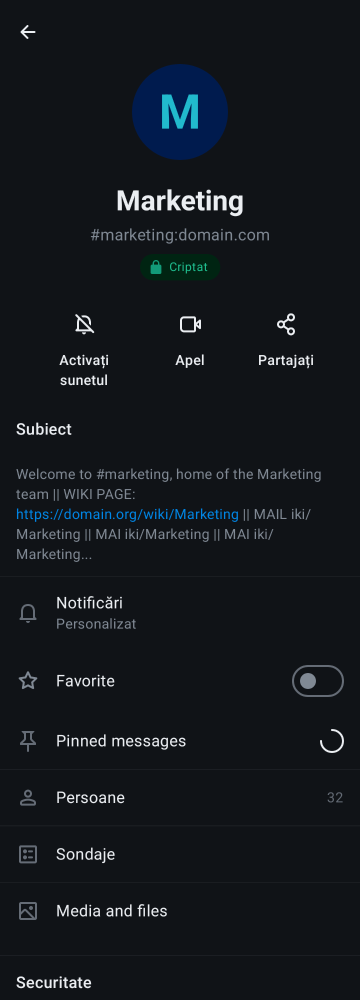 M
Marketing
#marketing:domain.com
Criptat
Activați
sunetul
Apel
Partajați
Subiect
Welcome to #marketing, home of the Marketing
team || WIKI PAGE:
https://domain.org/wiki/Marketing || MAIL iki/
Marketing || MAI iki/Marketing || MAI iki/
Marketing...
Notificări
Personalizat
Favorite
Pinned messages
Persoane
32
Sondaje
Media and files
Securitate